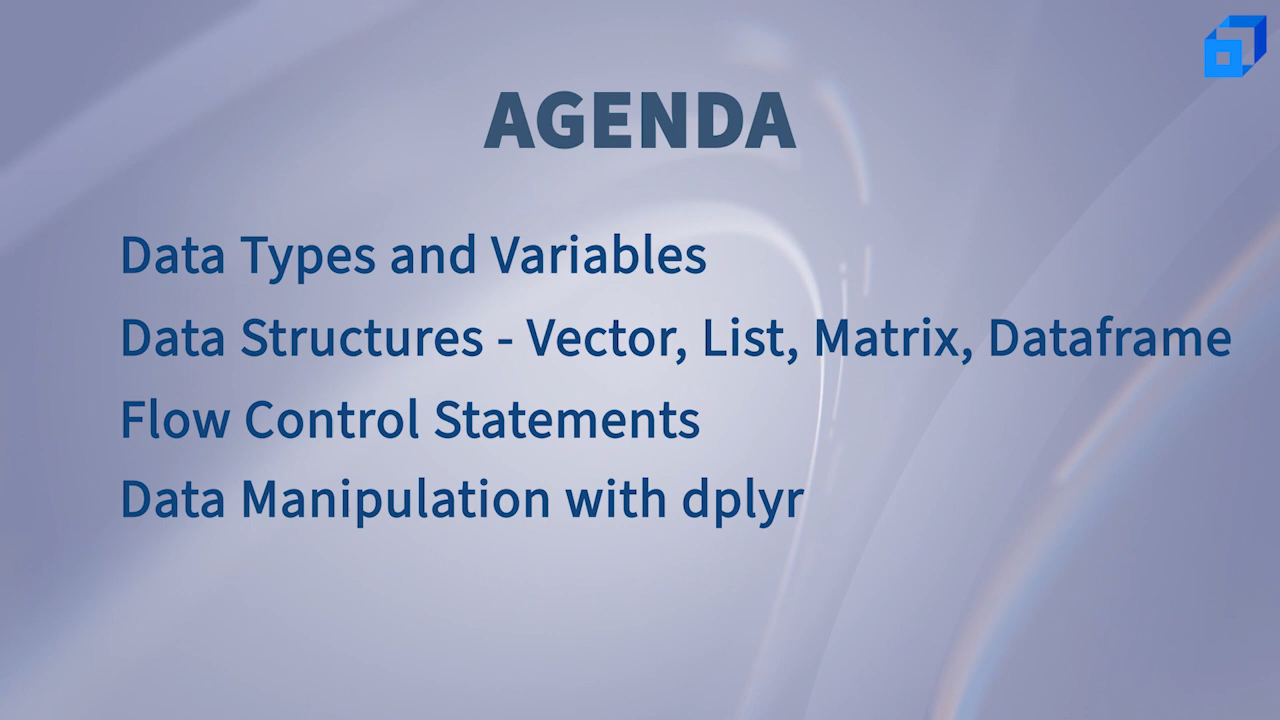 AGENDA
Data Types and Variables
Data Structures - Vector, List, Matrix, Dataframe
Flow Control Statements
Data Manipulation with dplyr